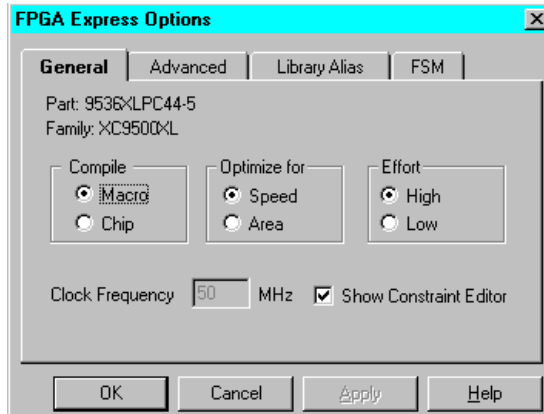 FPGA Express Options
General Advanced Library Alias FSM
Part: 9536XLPC44-5
Family: XC9500XL
Compile Optimize for Effort
Macro Speed High
Chip Area Low
Clock Frequency 50 MHz Show Constraint Editor
OK Cancel Apply Help